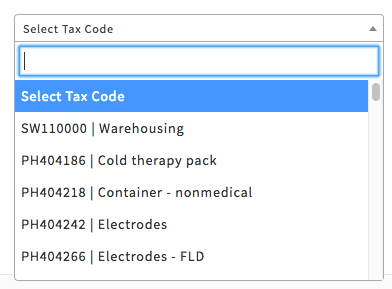 Select Tax Code
Select Tax Code
SW110000 | Warehousing
PH404186 | Cold therapy pack
PH404218 | Container - nonmedical
PH404242 | Electrodes
PH404266 | Electrodes - FLD